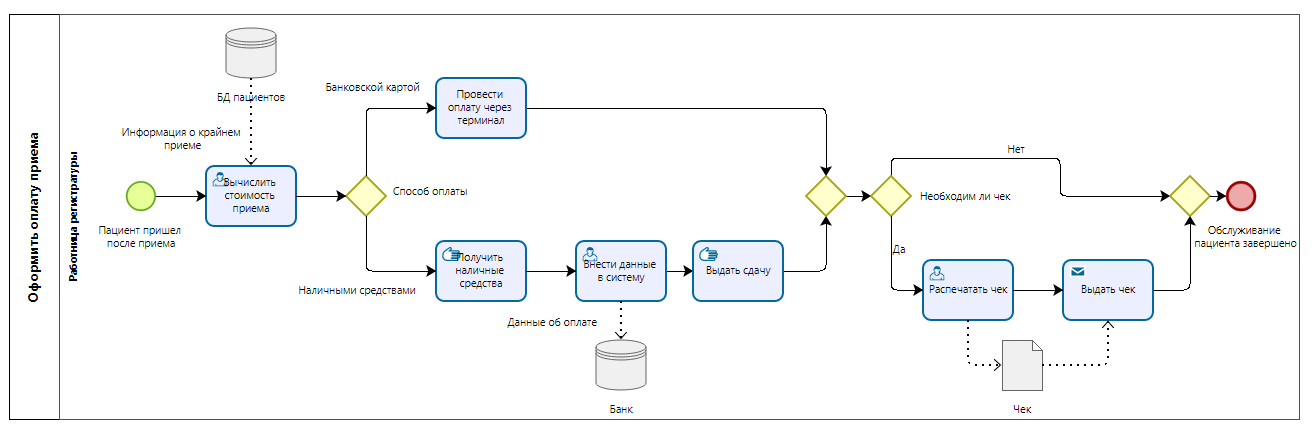 Оформить оплату приема
Работница регистратуры
БД пациентов
Информация о крайнем
приеме
Пациент пришел
после приема
Вычислить
стоимость
приема
Способ оплаты
Банковской картой
Провести
оплату через
терминал
Наличными средствами
Получить
наличные
средства
Внести данные
в систему
Выдать сдачу
Данные об оплате
Банк
Необходим ли чек
Нет
Да
Распечатать чек
Выдать чек
Чек
Обслуживание
пациента завершено